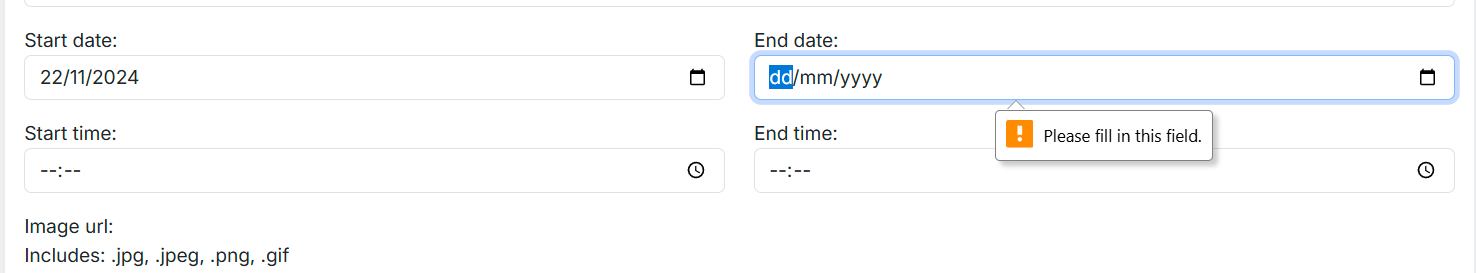 Start date:
End date:
22/11/2024
dd/mm/yyyy
Please fill in this field.
Start time:
End time:
--:--
--:--
Image url:
Includes: .jpg, .jpeg, .png, .gif